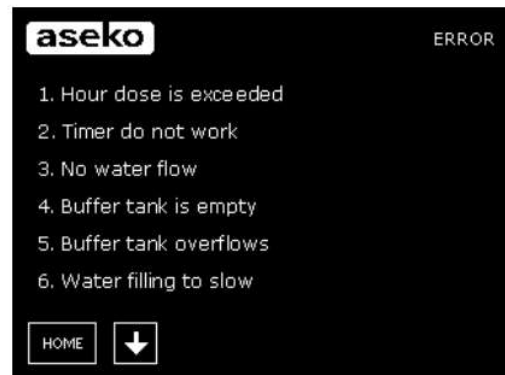 aseko
ERROR
1. Hour dose is exceeded
2. Timer do not work
3. No water flow
4. Buffer tank is empty
5. Buffer tank overflows
6. Water filling to slow
HOME